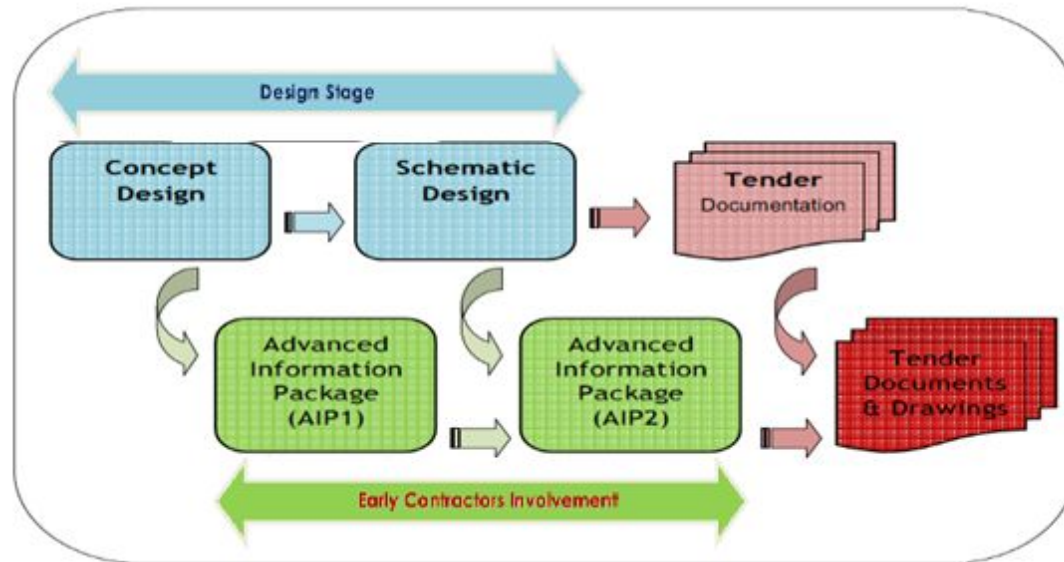 Design Stage
Concept
Design
Schematic
Design
Tender
Documentation
Advanced
Information
Package
(AIP1)
Advanced
Information
Package
(AIP2)
Tender
Documents
& Drawings
Early Contractors Involvement